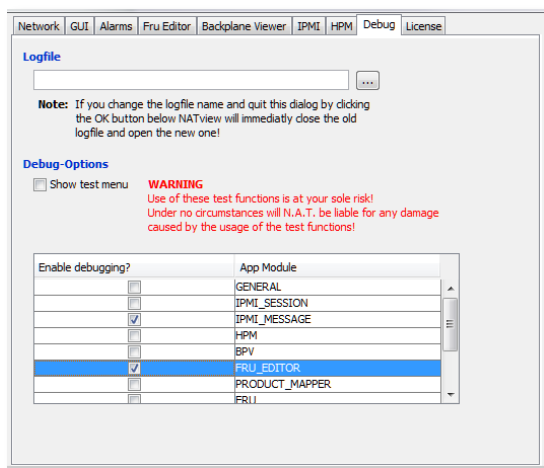 Network GUI Alarms Fru Editor Backplane Viewer IPMI HPM Debug License
Logfile
...
Note: If you change the logfile name and quit this dialog by clicking
the OK button below NATview will immediatly close the old
logfile and open the new one!
Debug-Options
Show test menu WARNING
Use of these test functions is at your sole risk!
Under no circumstances will N.A.T. be liable for any damage
caused by the usage of the test functions!
Enable debugging? App Module
GENERAL
IPMI_SESSION
IPMI_MESSAGE
HPM
BPV
FRU_EDITOR
PRODUCT_MAPPER
FRU